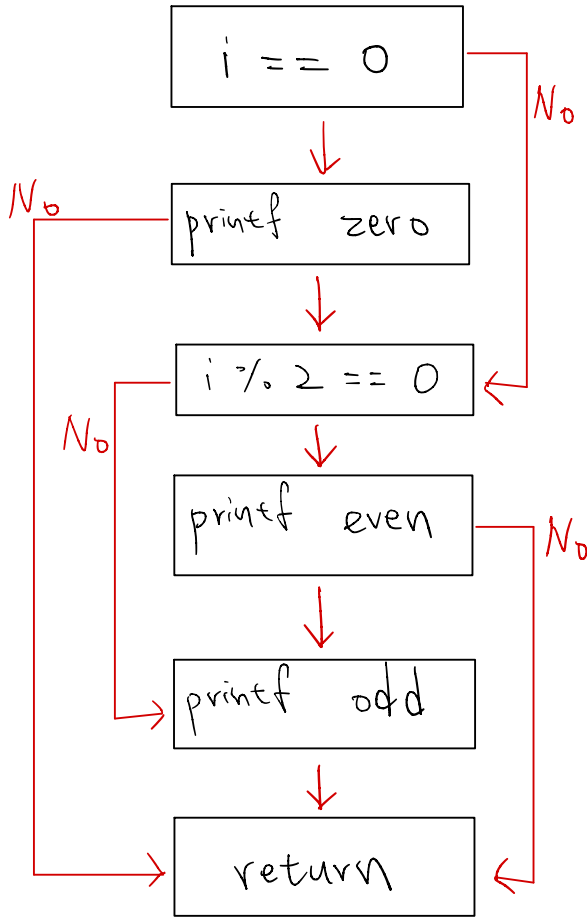 i == 0
No
No
printf zero
i % 2 == 0
No
printf even
No
printf odd
return